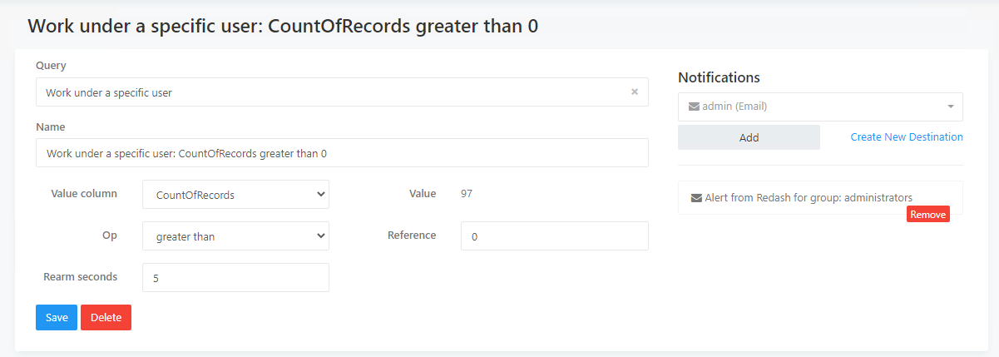 Work under a specific user: CountOfRecords greater than 0
Query
Work under a specific user ×
Name
Work under a specific user: CountOfRecords greater than 0
Value column CountOfRecords Value 97
Op greater than Reference 0
Rearm seconds 5
Save Delete
Notifications
admin (Email)
Add Create New Destination
Alert from Redash for group: administrators
Remove